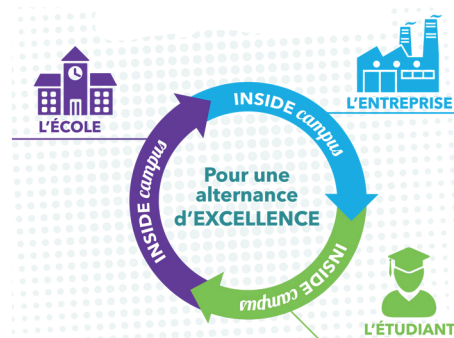 L'ÉCOLE
L'ENTREPRISE
INSIDE campus
INSIDE campus
Pour une
alternance
d'EXCELLENCE
INSIDE campus
L'ÉTUDIANT